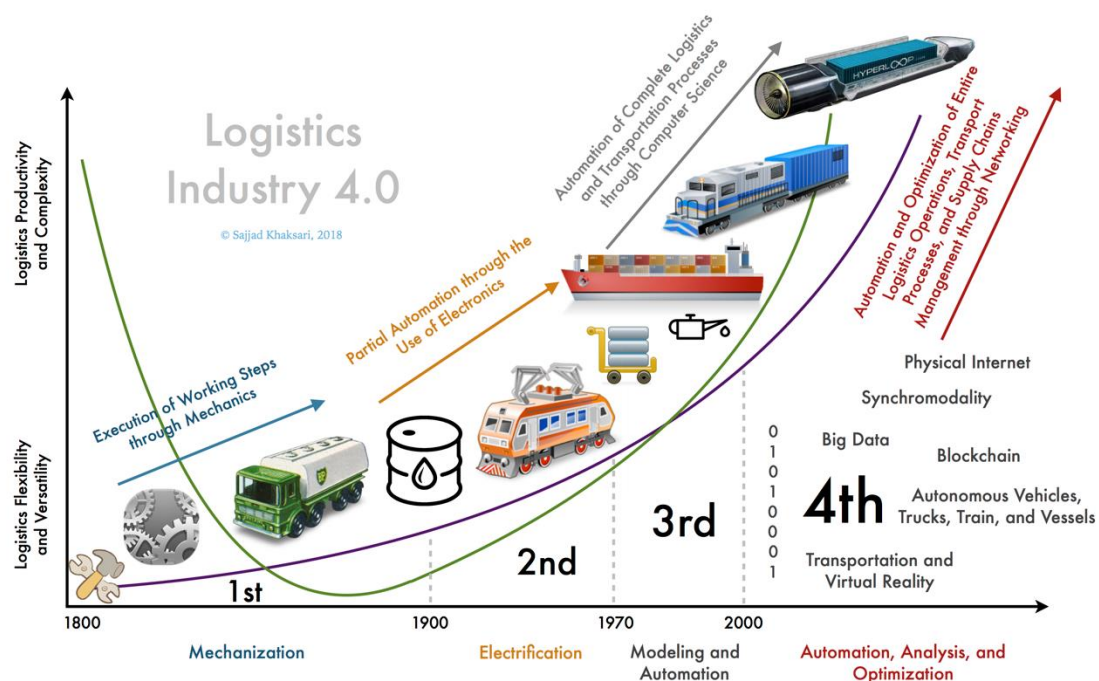 Logistics
Industry 4.0
© Sajjad Khaksari, 2018
Logistics Productivity
and Complexity
Logistics Flexibility
and Versatility
Execution of Working Steps
through Mechanics
Partial Automation through the
Use of Electronics
Automation of Complete Logistics
and Transportation Processes
through Computer Science
HYPERLOOP
Automation and Optimization of Entire
Logistics Operations, Transport
Processes, and Supply Chains
Management through Networking
Physical Internet
Synchromodality
Big Data
Blockchain
4th
Autonomous Vehicles,
Trucks, Train, and Vessels
Transportation and
Virtual Reality
0
1
0
1
0
0
0
1
1st
2nd
3rd
1800
1900
1970
2000
Mechanization
Electrification
Modeling and
Automation
Automation, Analysis, and
Optimization